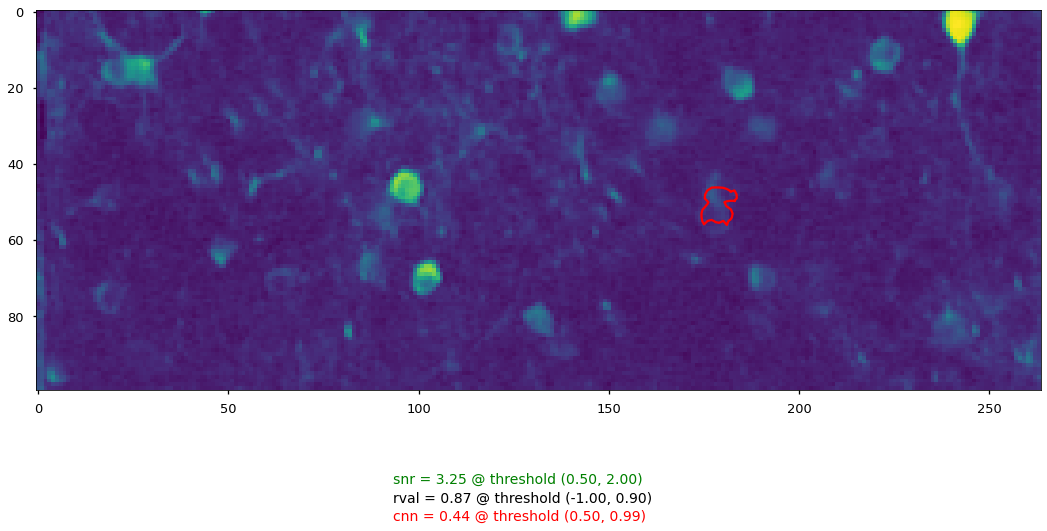 0
20
40
60
80
0 50 100 150 200 250
snr = 3.25 @ threshold (0.50, 2.00)
rval = 0.87 @ threshold (-1.00, 0.90)
cnn = 0.44 @ threshold (0.50, 0.99)